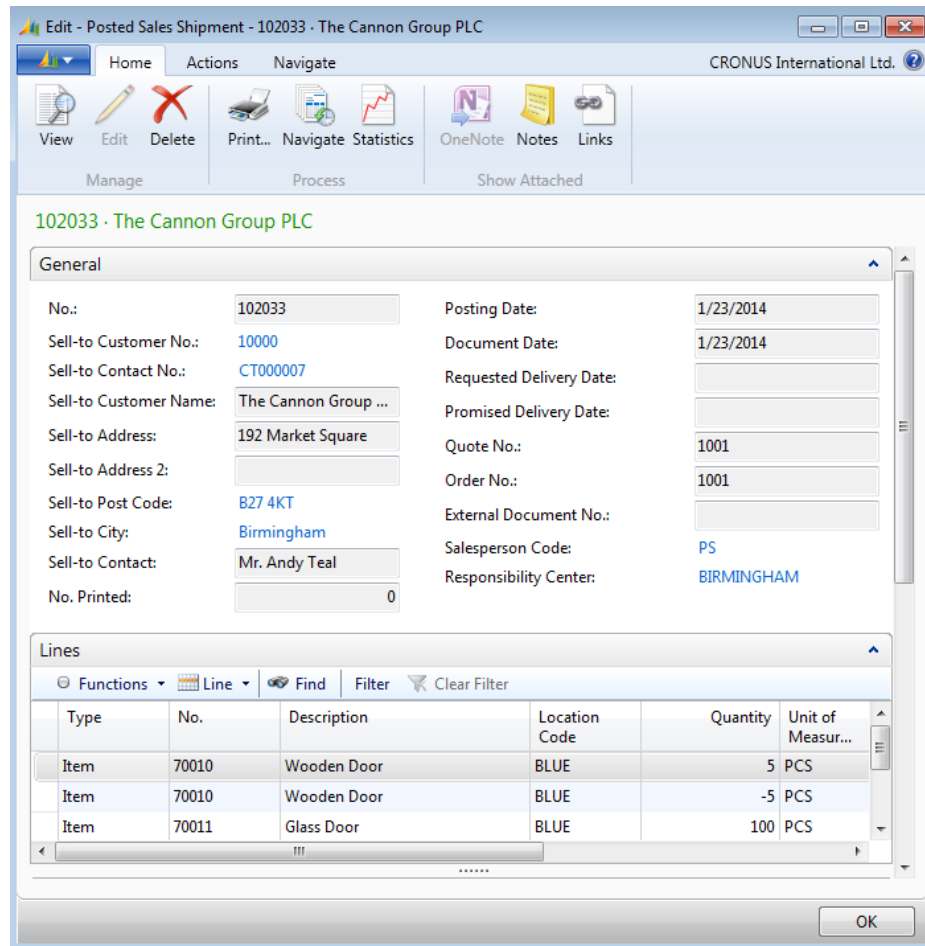 Edit - Posted Sales Shipment - 102033 · The Cannon Group PLC
Home Actions Navigate CRONUS International Ltd.
View Edit Delete Print... Navigate Statistics OneNote Notes Links
Manage Process Show Attached
102033 · The Cannon Group PLC
General
No.: 102033
Sell-to Customer No.: 10000
Sell-to Contact No.: CT000007
Sell-to Customer Name: The Cannon Group ...
Sell-to Address: 192 Market Square
Sell-to Address 2:
Sell-to Post Code: B27 4KT
Sell-to City: Birmingham
Sell-to Contact: Mr. Andy Teal
No. Printed: 0
Posting Date: 1/23/2014
Document Date: 1/23/2014
Requested Delivery Date:
Promised Delivery Date:
Quote No.: 1001
Order No.: 1001
External Document No.:
Salesperson Code: PS
Responsibility Center: BIRMINGHAM
Lines
Functions Line Find Filter Clear Filter
Type No. Description Location Code Quantity Unit of Measur...
Item 70010 Wooden Door BLUE 5 PCS
Item 70010 Wooden Door BLUE -5 PCS
Item 70011 Glass Door BLUE 100 PCS
OK